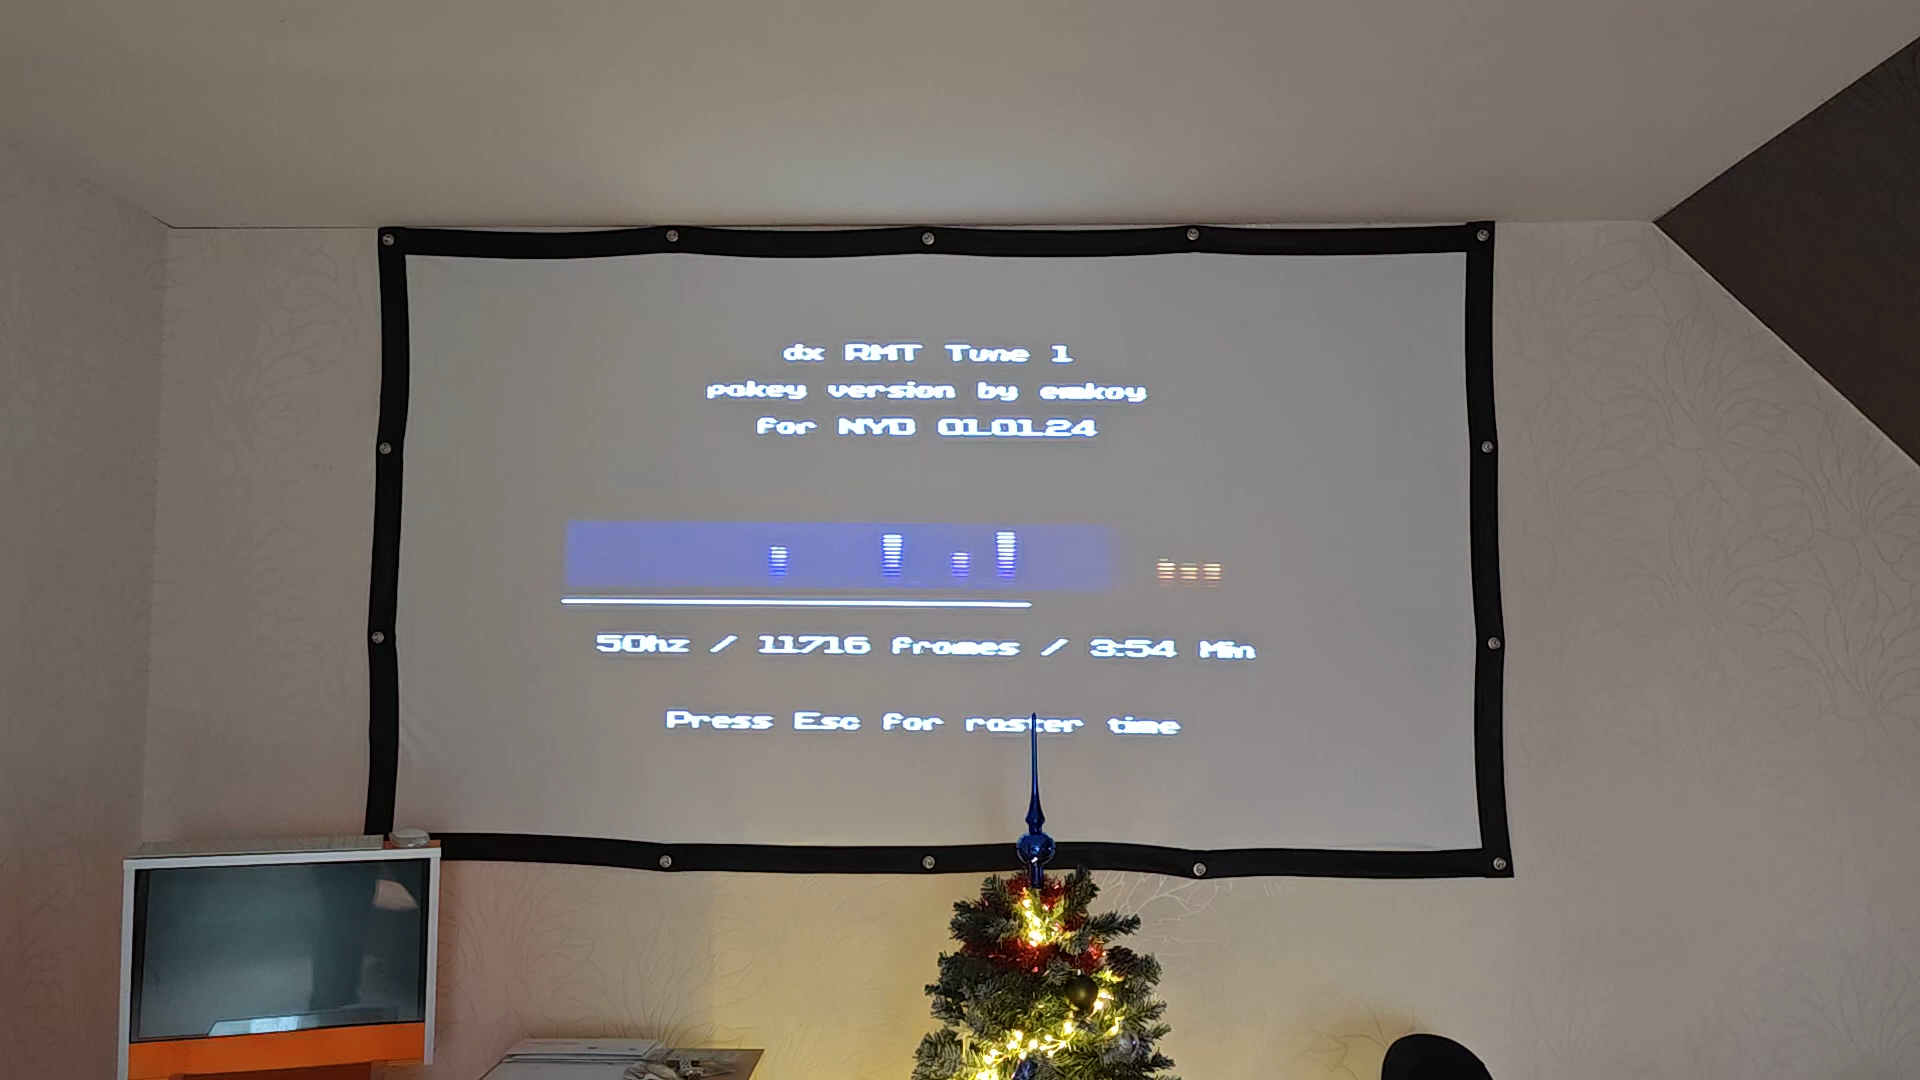 dx RMT Tune 1
pokey version by emkay
for NYD 01.01.24
50hz / 11716 frames / 3:54 Min
Press Esc for raster time